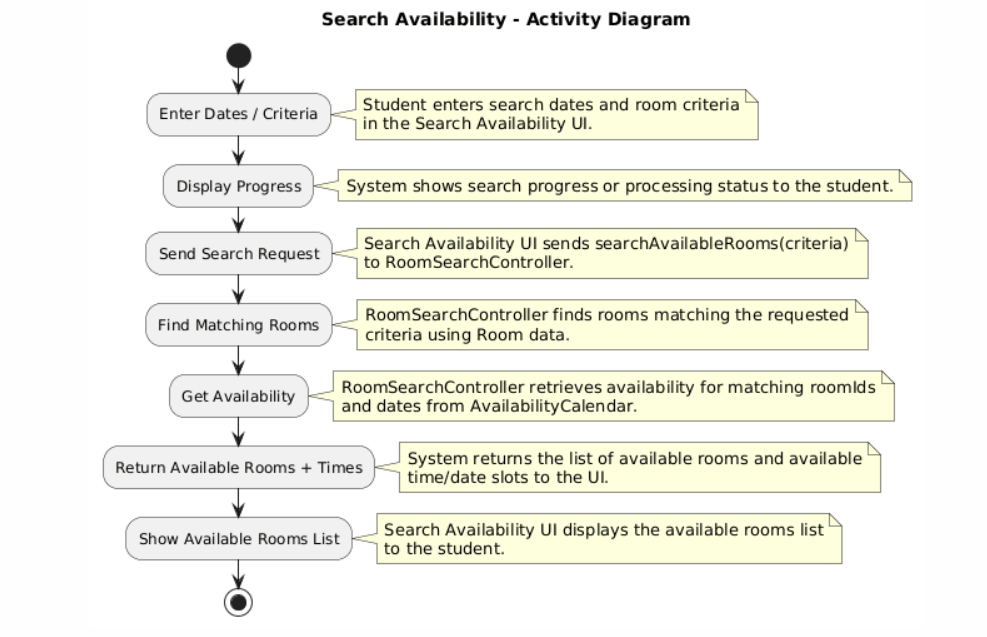 Search Availability - Activity Diagram
Enter Dates / Criteria
Student enters search dates and room criteria
in the Search Availability UI.
Display Progress
System shows search progress or processing status to the student.
Send Search Request
Search Availability UI sends searchAvailableRooms(criteria)
to RoomSearchController.
Find Matching Rooms
RoomSearchController finds rooms matching the requested
criteria using Room data.
Get Availability
RoomSearchController retrieves availability for matching roomIds
and dates from AvailabilityCalendar.
Return Available Rooms + Times
System returns the list of available rooms and available
time/date slots to the UI.
Show Available Rooms List
Search Availability UI displays the available rooms list
to the student.